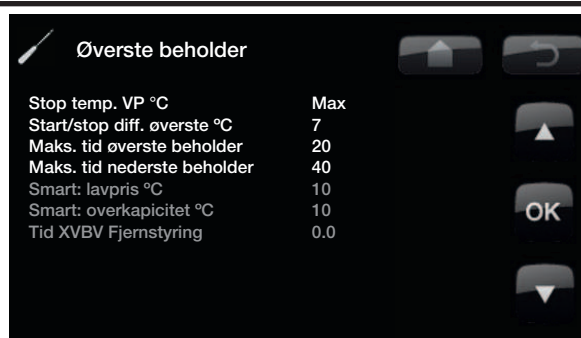 Øverste beholder
Stop temp. VP °C Max
Start/stop diff. øverste ºC 7
Maks. tid øverste beholder 20
Maks. tid nederste beholder 40
Smart: lavpris ºC 10
Smart: overkapicitet ºC 10
Tid XVBV Fjernstyring 0.0
OK